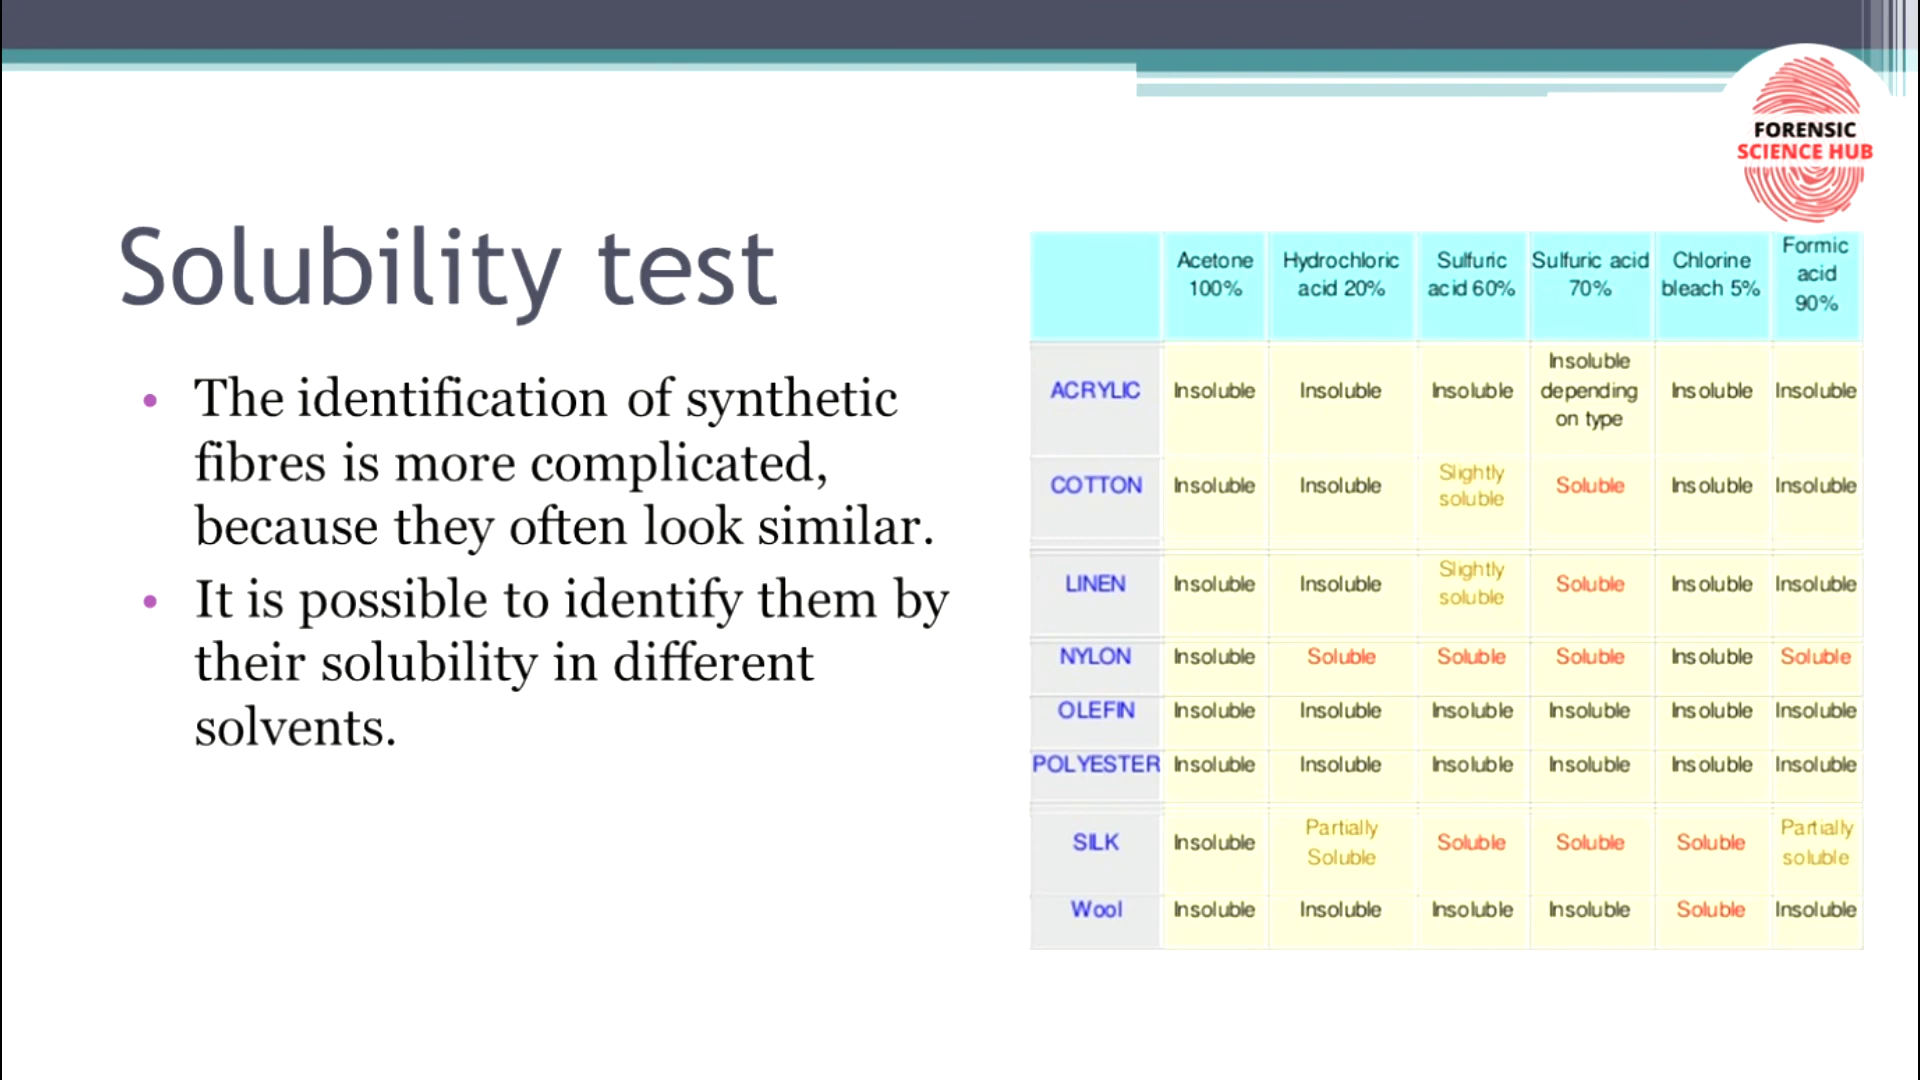 FORENSIC
SCIENCE HUB
Solubility test
• The identification of synthetic
fibres is more complicated,
because they often look similar.
• It is possible to identify them by
their solubility in different
solvents.
Acetone 100% Hydrochloric acid 20% Sulfuric acid 60% Sulfuric acid 70% Chlorine bleach 5% Formic acid 90%
ACRYLIC Insoluble Insoluble Insoluble Insoluble depending on type Insoluble Insoluble
COTTON Insoluble Insoluble Slightly soluble Soluble Insoluble Insoluble
LINEN Insoluble Insoluble Slightly soluble Soluble Insoluble Insoluble
NYLON Insoluble Soluble Soluble Soluble Insoluble Soluble
OLEFIN Insoluble Insoluble Insoluble Insoluble Insoluble Insoluble
POLYESTER Insoluble Insoluble Insoluble Insoluble Insoluble Insoluble
SILK Insoluble Partially Soluble Soluble Soluble Soluble Partially soluble
Wool Insoluble Insoluble Insoluble Insoluble Soluble Insoluble